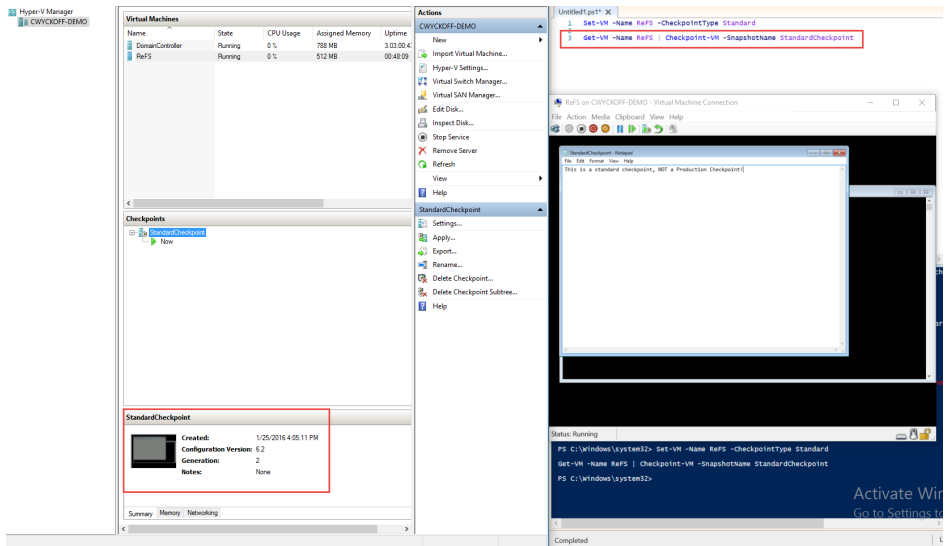 Hyper-V Manager
CWYCKOFF-DEMO
Virtual Machines
Name State CPU Usage Assigned Memory Uptime
DomainController Running 0 % 788 MB 3.03:00:4
ReFS Running 0 % 512 MB 00:48:09
Checkpoints
StandardCheckpoint
Now
StandardCheckpoint
Created: 1/25/2016 4:05:11 PM
Configuration Version: 6.2
Generation: 2
Notes: None
Summary Memory Networking
Actions
CWYCKOFF-DEMO
New
Import Virtual Machine...
Hyper-V Settings...
Virtual Switch Manager...
Virtual SAN Manager...
Edit Disk...
Inspect Disk...
Stop Service
Remove Server
Refresh
View
Help
StandardCheckpoint
Settings...
Apply...
Export...
Rename...
Delete Checkpoint...
Delete Checkpoint Subtree...
Help
Untitled1.ps1* X
1 Set-VM -Name ReFS -CheckpointType Standard
2
3 Get-VM -Name ReFS | Checkpoint-VM -SnapshotName StandardCheckpoint
ReFS on CWYCKOFF-DEMO - Virtual Machine Connection
File Action Media Clipboard View Help
StandardCheckpoint - Notepad
File Edit Format View Help
This is a standard checkpoint, NOT a Production Checkpoint!
Status: Running
PS C:\Windows\system32> Set-VM -Name ReFS -CheckpointType Standard
Get-VM -Name ReFS | Checkpoint-VM -SnapshotName StandardCheckpoint
PS C:\Windows\system32>
Activate Wir
Go to Settings to
Completed